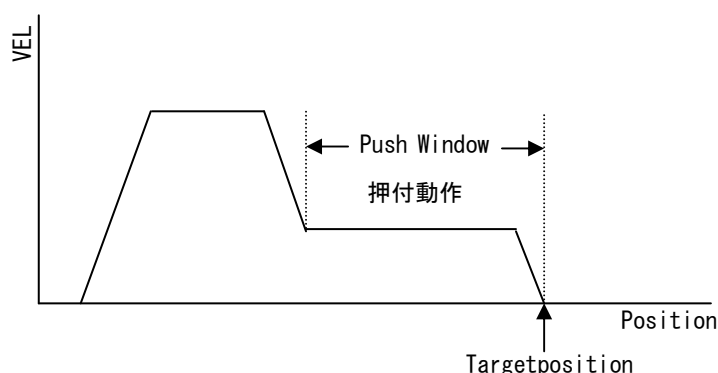 VEL
Push Window
押付動作
Position
Targetposition